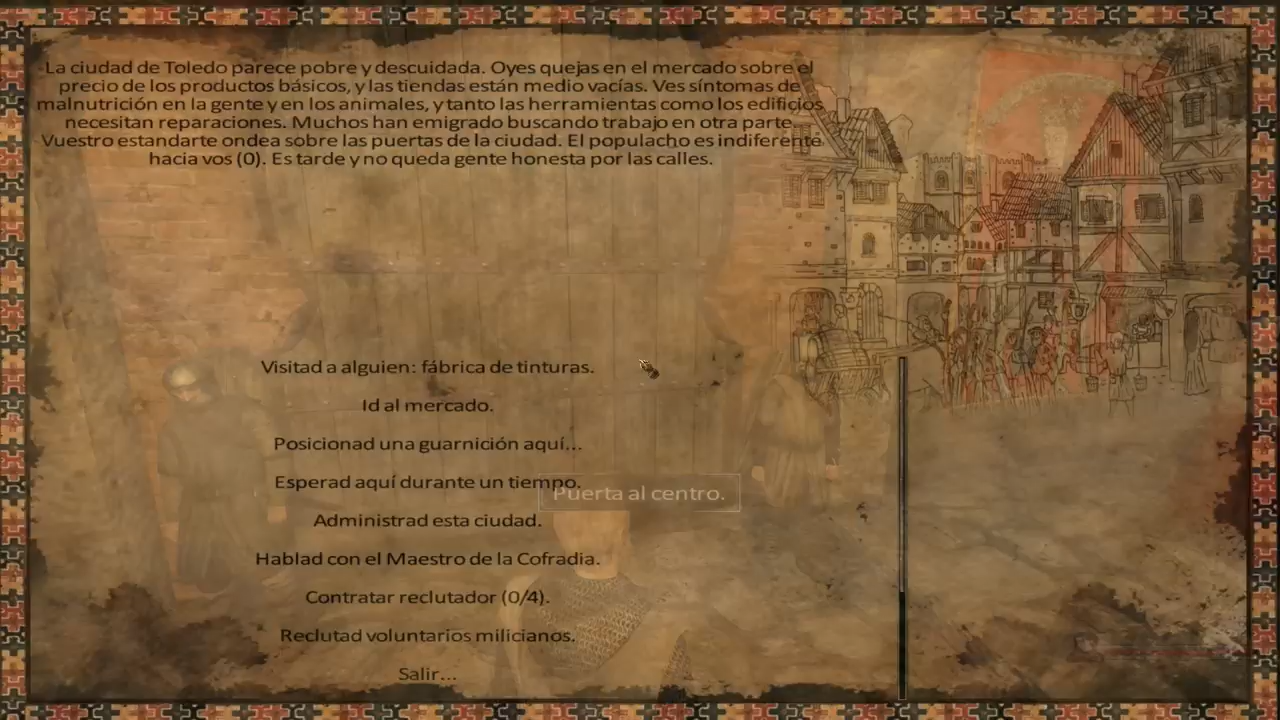 La ciudad de Toledo parece pobre y descuidada. Oyes quejas en el mercado sobre el
precio de los productos básicos, y las tiendas están medio vacías. Ves síntomas de
malnutrición en la gente y en los animales, y tanto las herramientas como los edificios
necesitan reparaciones. Muchos han emigrado buscando trabajo en otra parte.
Vuestro estandarte ondea sobre las puertas de la ciudad. El populacho es indiferente
hacia vos (0). Es tarde y no queda gente honesta por las calles.
Visitad a alguien: fábrica de tinturas.
Id al mercado.
Posicionad una guarnición aquí...
Esperad aquí durante un tiempo.
Puerta al centro.
Administrad esta ciudad.
Hablad con el Maestro de la Cofradia.
Contratar reclutador (0/4).
Reclutad voluntarios milicianos.
Salir...